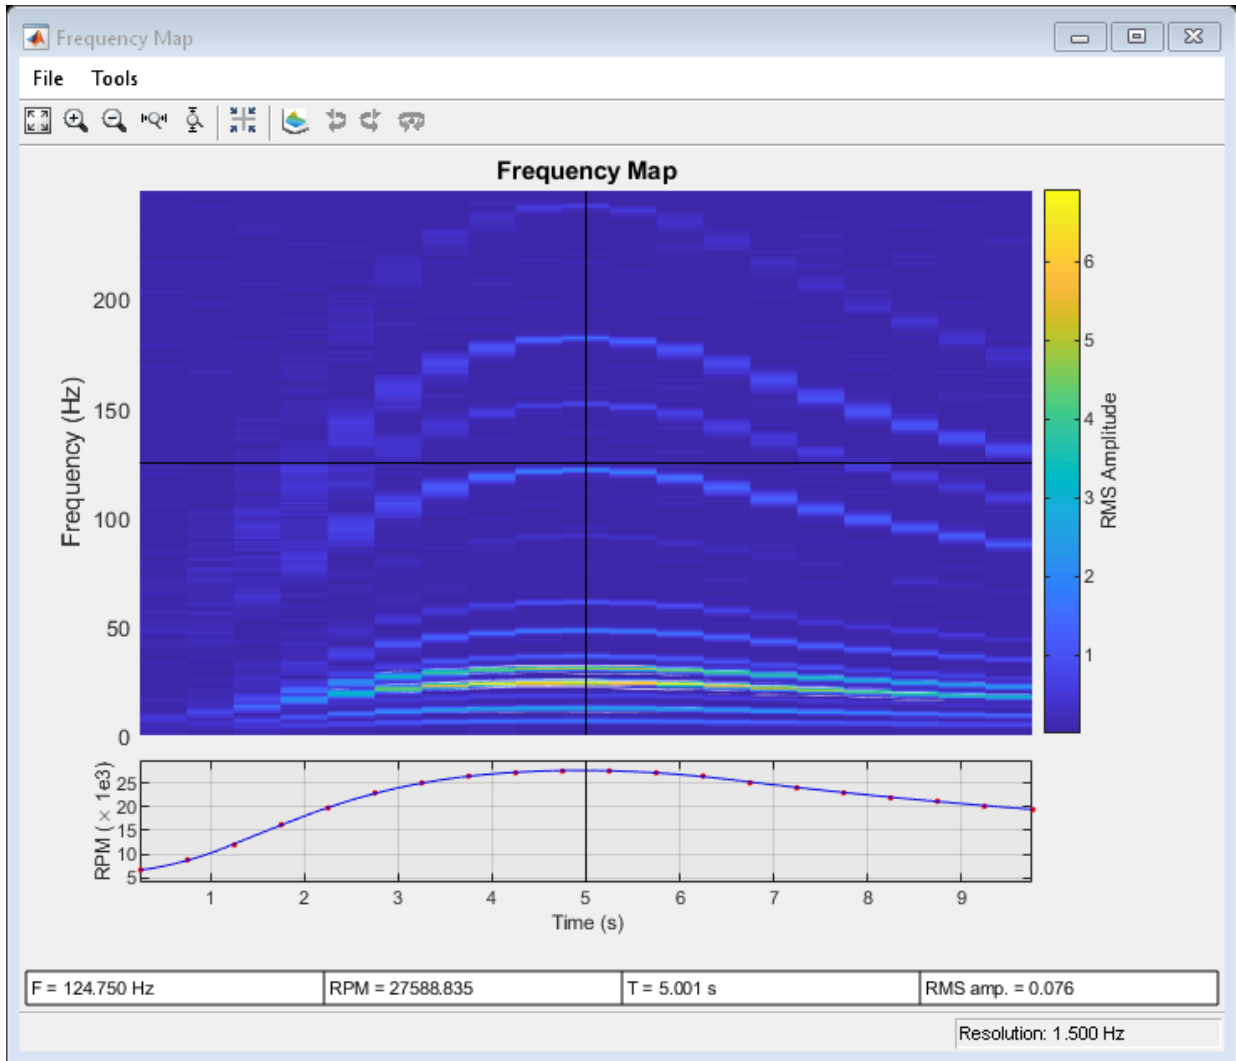 Frequency Map
File Tools
Frequency Map
Frequency (Hz)
200
150
100
50
0
6
5
4
3
2
1
RMS Amplitude
RPM ( × 1e3)
25
20
15
10
5
1 2 3 4 5 6 7 8 9
Time (s)
F = 124.750 Hz RPM = 27588.835 T = 5.001 s RMS amp. = 0.076
Resolution: 1.500 Hz